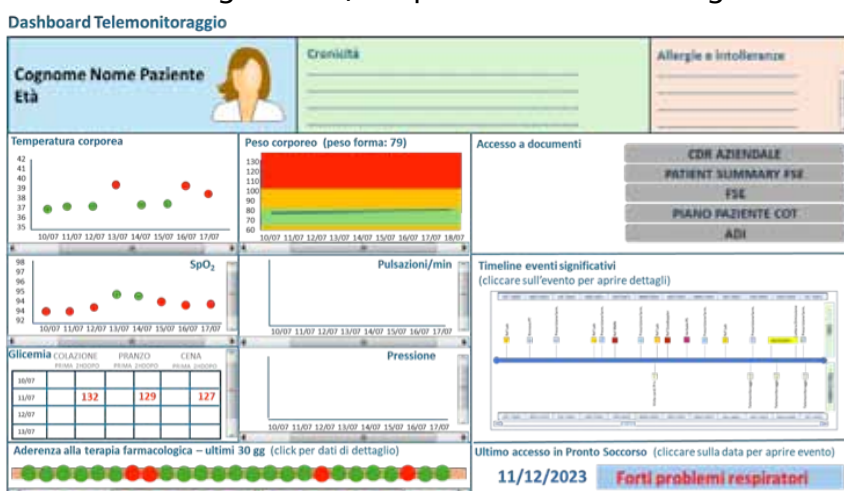 Dashboard Telemonitoraggio
Cognome Nome Paziente
Età
Cronicità
Allergie e intolleranze
Temperatura corporea
42
41
40
39
38
37
36
35
10/07 11/07 12/07 13/07 14/07 15/07 16/07 17/07
Peso corporeo (peso forma: 79)
130
120
110
100
90
80
70
60
10/07 11/07 12/07 13/07 14/07 15/07 16/07 17/07 18/07
Accesso a documenti
CDR AZIENDALE
PATIENT SUMMARY FSE
FSE
PIANO PAZIENTE COT
ADI
SpO2
98
97
96
95
94
93
92
10/07 11/07 12/07 13/07 14/07 15/07 16/07 17/07
Pulsazioni/min
10/07 11/07 12/07 13/07 14/07 15/07 16/07 17/07
Timeline eventi significativi
(cliccare sull'evento per aprire dettagli)
Glicemia COLAZIONE PRANZO CENA
PRIMA 2HDOPO PRIMA 2HDOPO PRIMA 2HDOPO
10/07
11/07 132 129 127
12/07
13/07
Pressione
10/07 11/07 12/07 13/07 14/07 15/07 16/07 17/07
Aderenza alla terapia farmacologica – ultimi 30 gg (click per dati di dettaglio)
Ultimo accesso in Pronto Soccorso (cliccare sulla data per aprire evento)
11/12/2023 Forti problemi respiratori